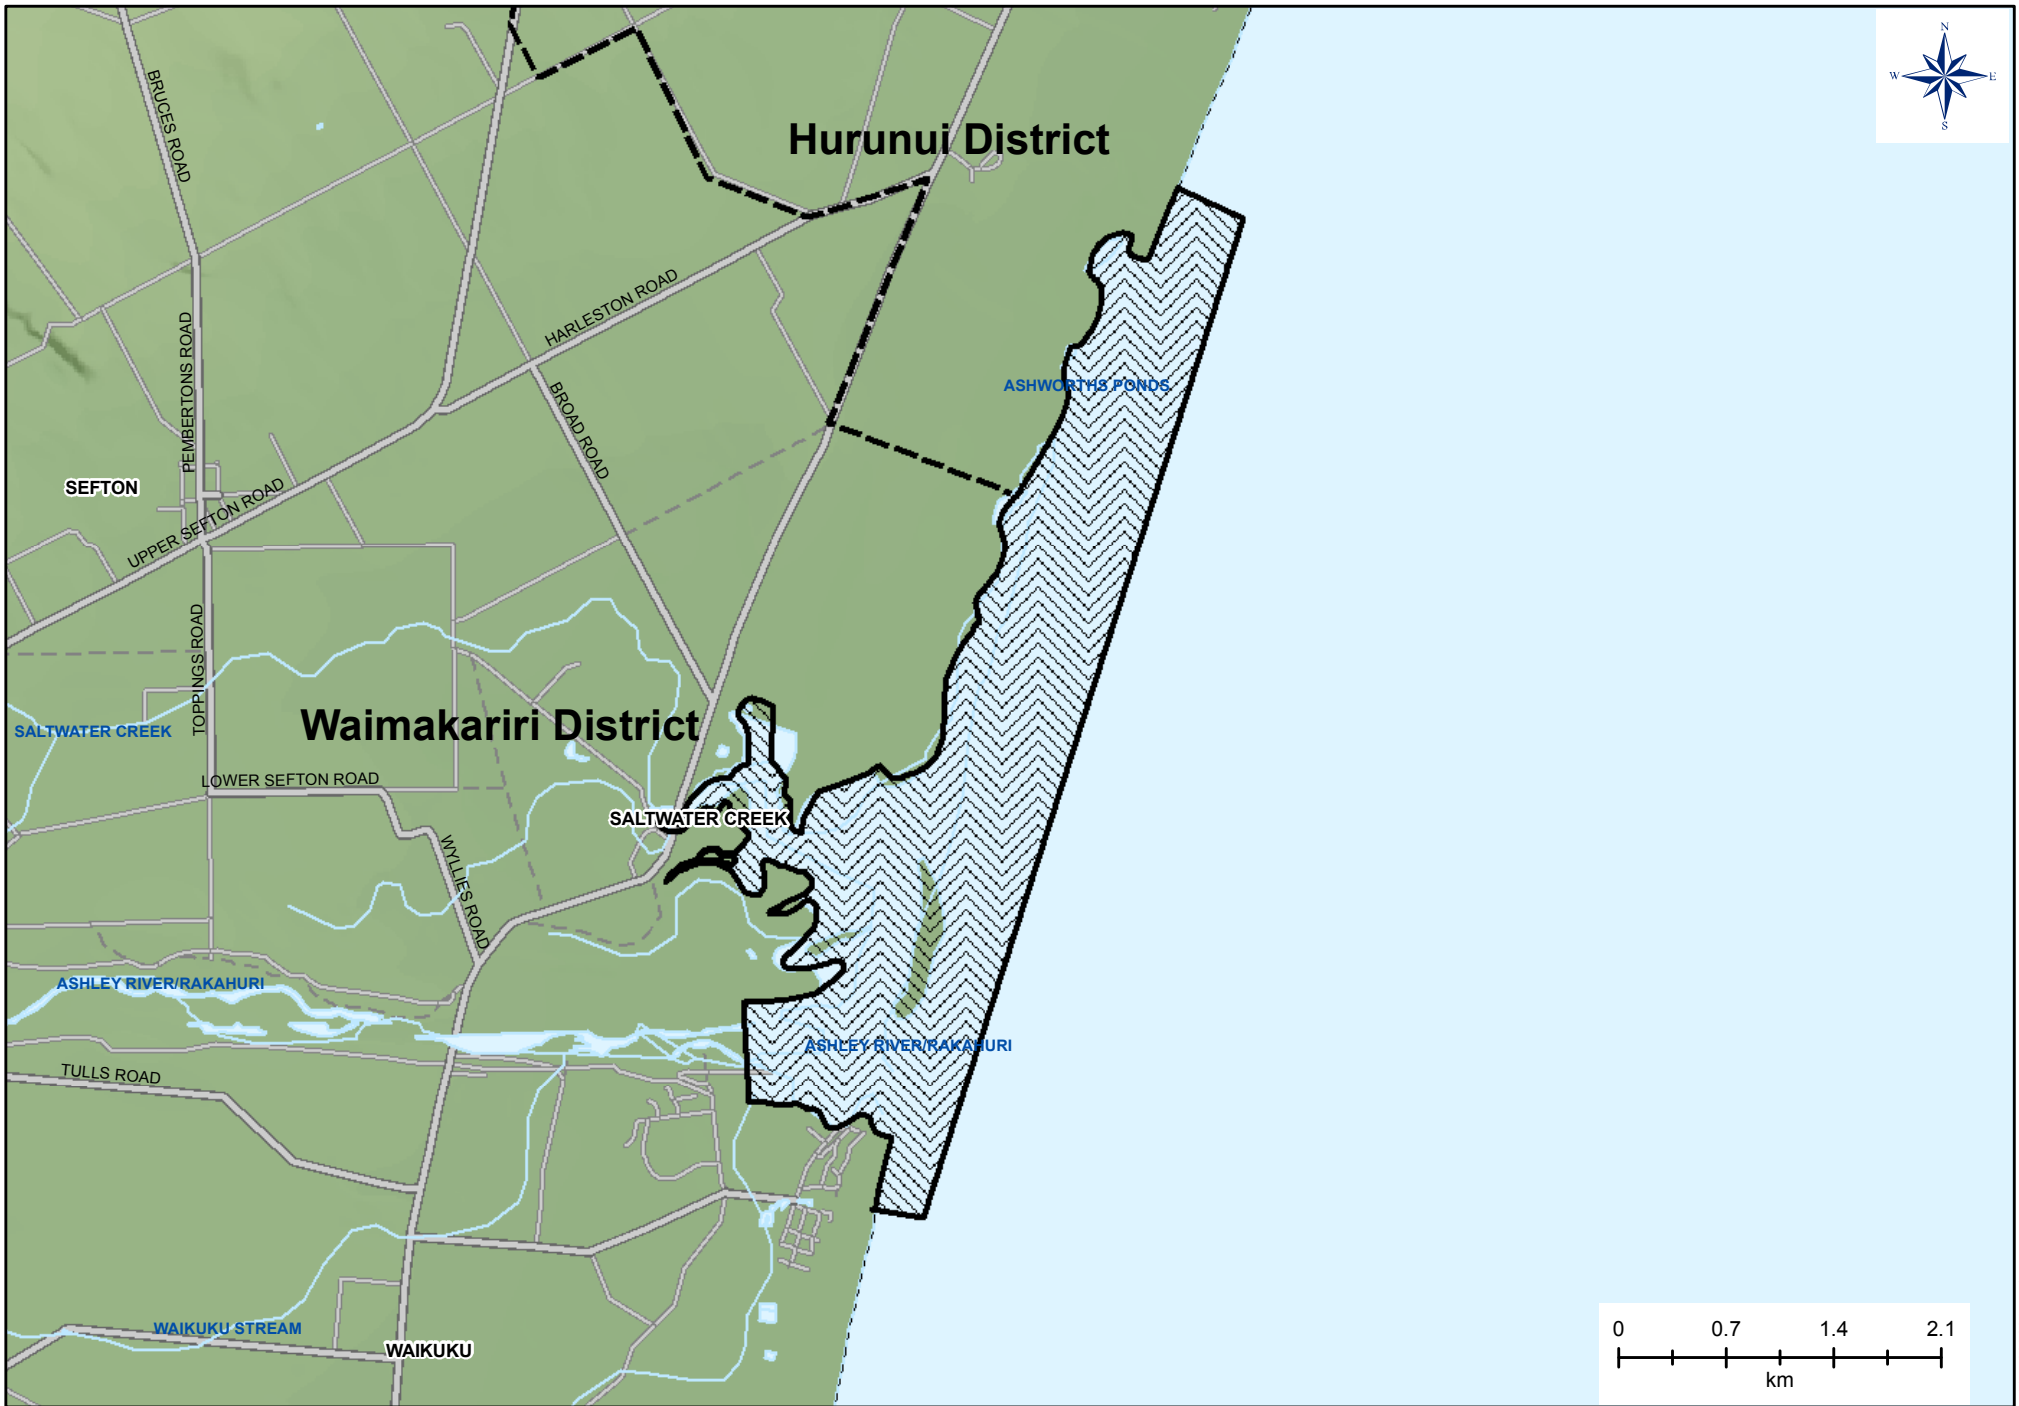 N
W E
S
Hurunui District
BRUCES ROAD
HARLESTON ROAD
PEMBERTONS ROAD
ASHWORTHS PONDS
BROAD ROAD
SEFTON
UPPER SEFTON ROAD
TOPPINGS ROAD
Waimakariri District
SALTWATER CREEK
LOWER SEFTON ROAD
SALTWATER CREEK
WYLLIES ROAD
ASHLEY RIVER/RAKAHURI
ASHLEY RIVER/RAKAHURI
TULLS ROAD
WAIKUKU STREAM
WAIKUKU
0 0.7 1.4 2.1
km